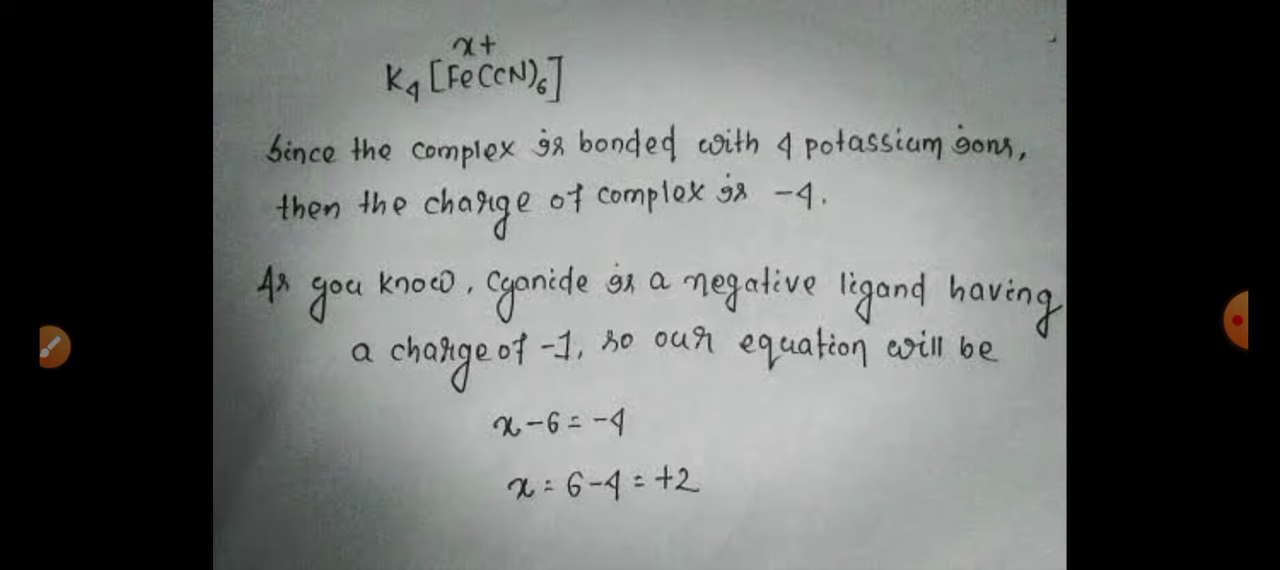 x+
K4 [Fe(CN)6]
Since the complex is bonded with 4 potassium ions,
then the charge of complex is -4.
As you know, Cyanide is a negative ligand having
a charge of -1, so our equation will be
x-6 = -4
x = 6-4 = +2